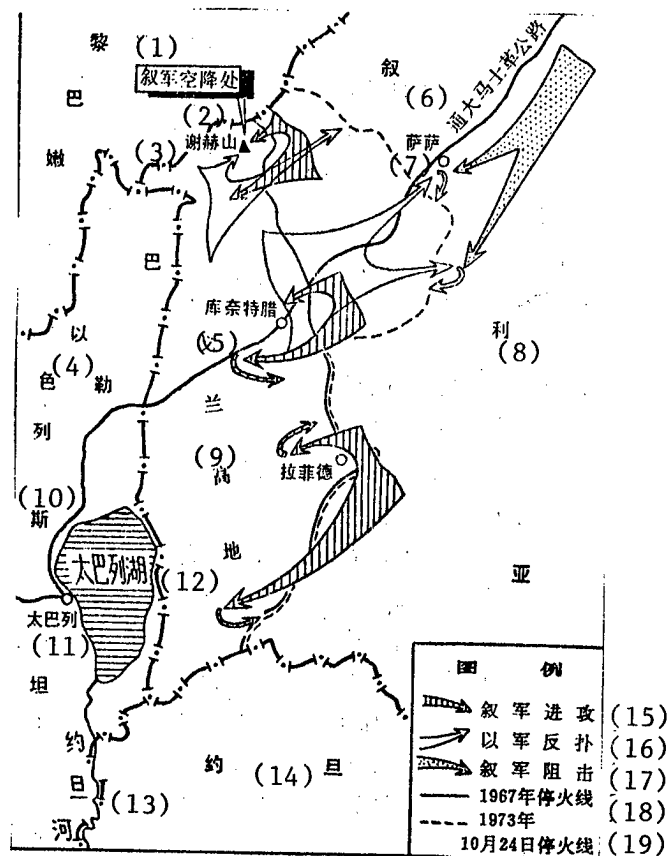 黎
巴
嫩
(1)
叙军空降处
(2)
谢赫山
(3)
叙
(6)
通大马士革公路
萨萨
(7)
巴
库奈特腊
(5)
利
(8)
以
(4)
色
列
勒
兰
(9)
高
拉菲德
(10)
斯
地
太巴列湖
(12)
亚
太巴列
(11)
坦
约
旦
河
(13)
约 (14) 旦
图 例
叙军进攻 (15)
以军反扑 (16)
叙军阻击 (17)
1967年停火线 (18)
1973年
10月24日停火线 (19)